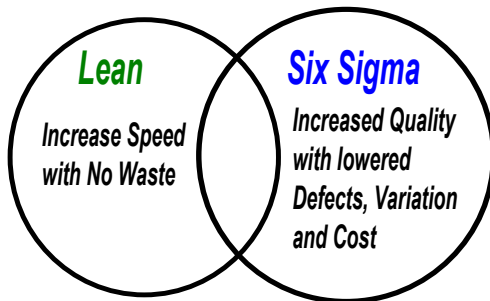 Lean
Increase Speed
with No Waste
Six Sigma
Increased Quality
with lowered
Defects, Variation
and Cost